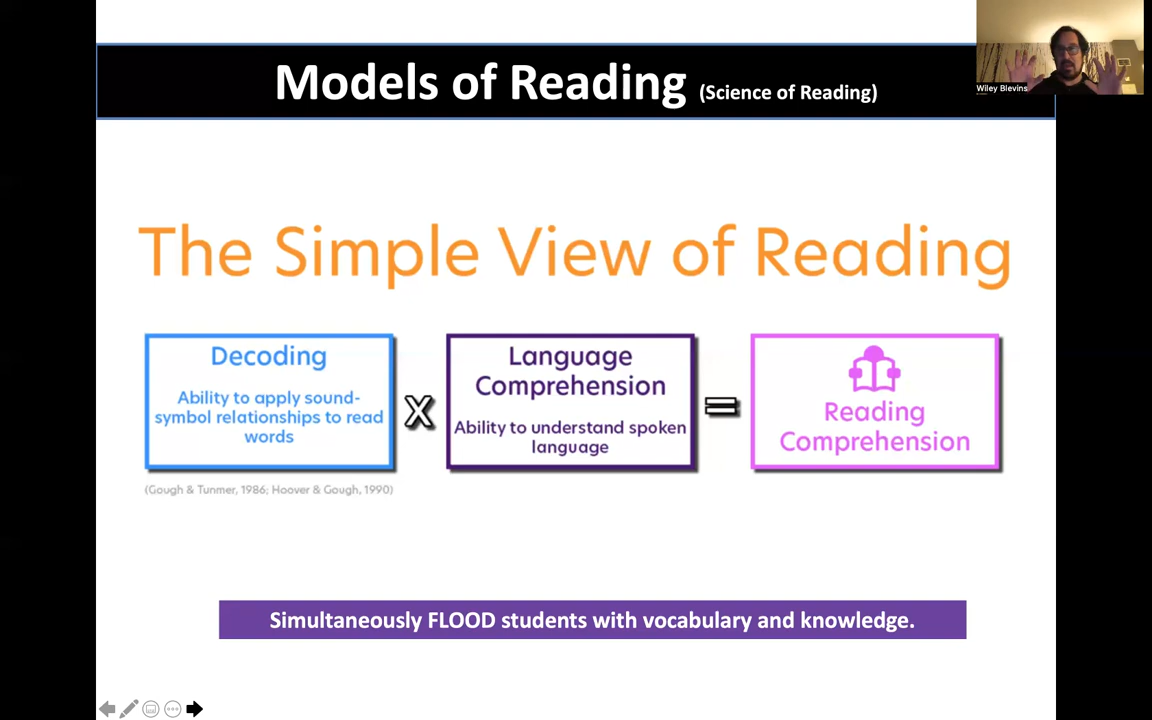 Models of Reading (Science of Reading)
Wiley Blevins
The Simple View of Reading
Decoding
Ability to apply sound-
symbol relationships to read
words
X
Language
Comprehension
Ability to understand spoken
language
=
Reading
Comprehension
(Gough & Tunmer, 1986; Hoover & Gough, 1990)
Simultaneously FLOOD students with vocabulary and knowledge.